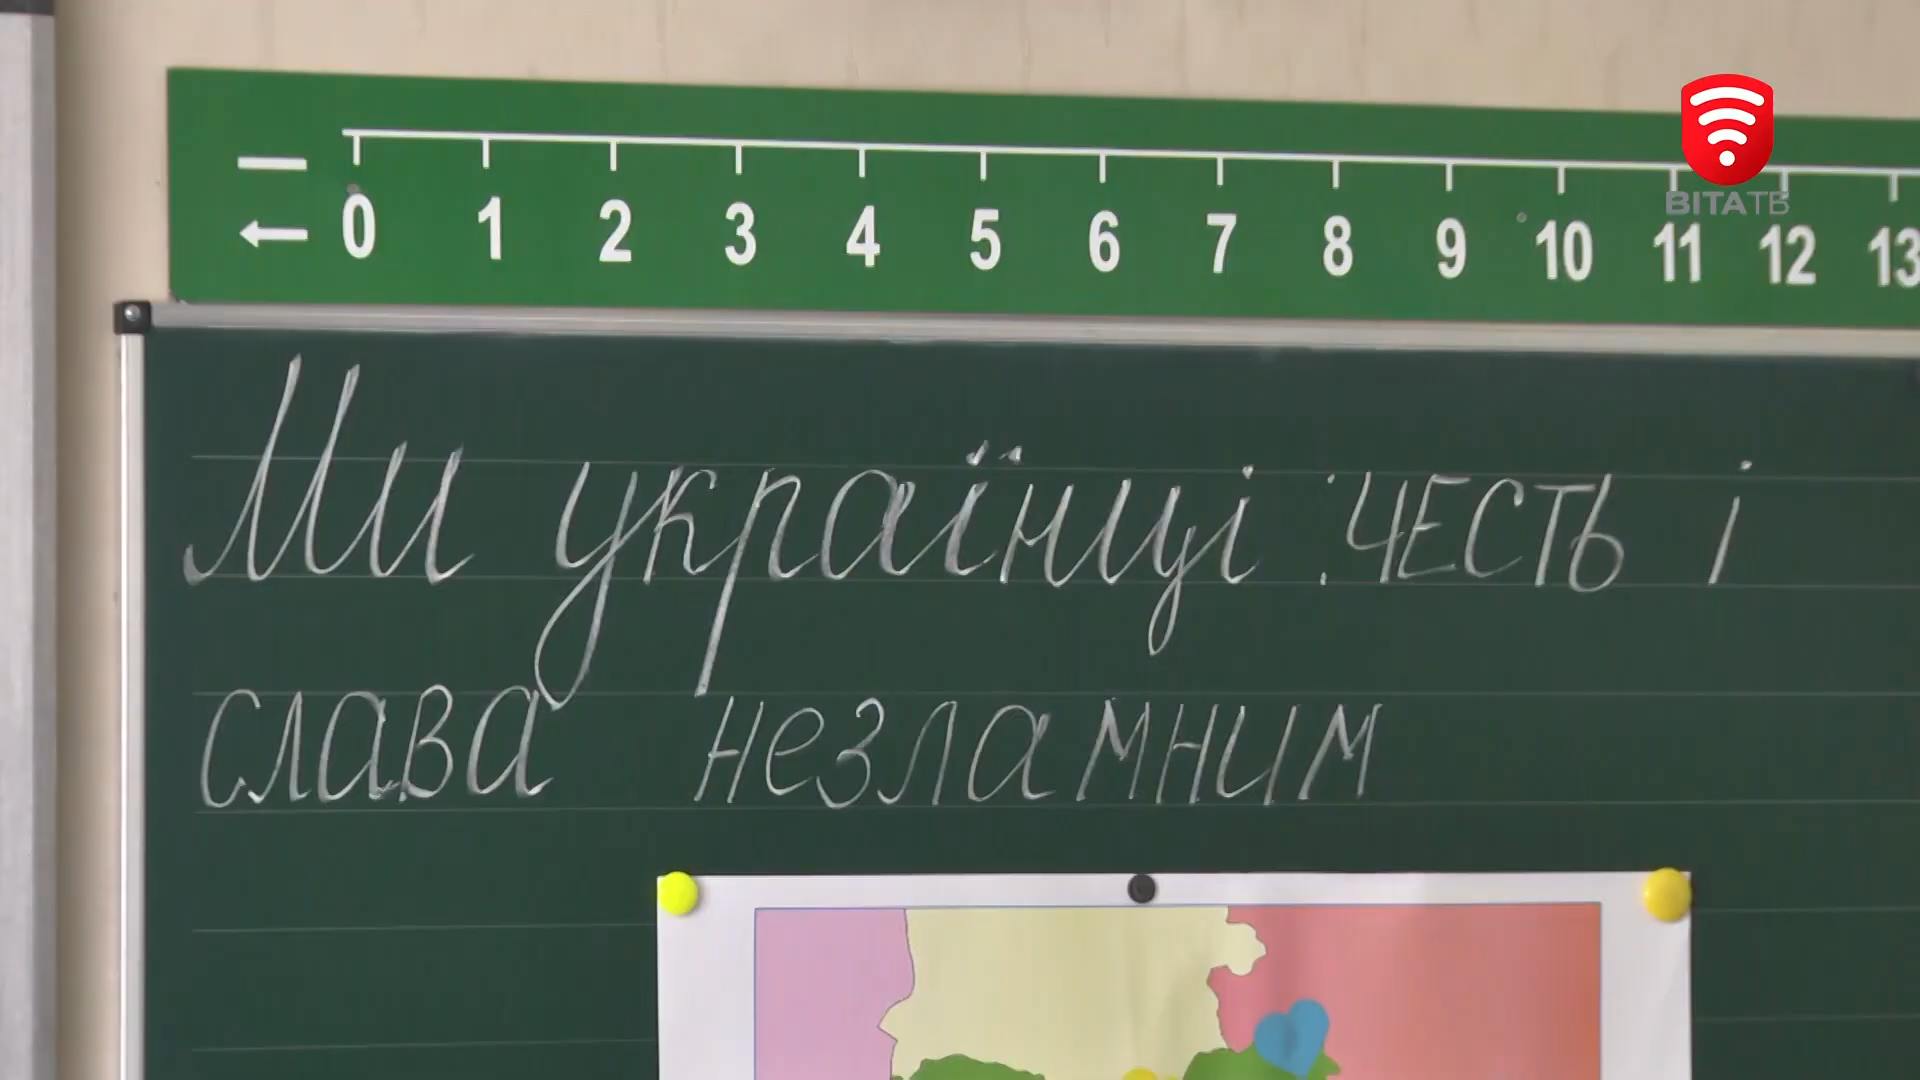 ВІТАТВ
0 1 2 3 4 5 6 7 8 9 10 11 12 13
Ми українці : ЧЕСТЬ і
слава незламним